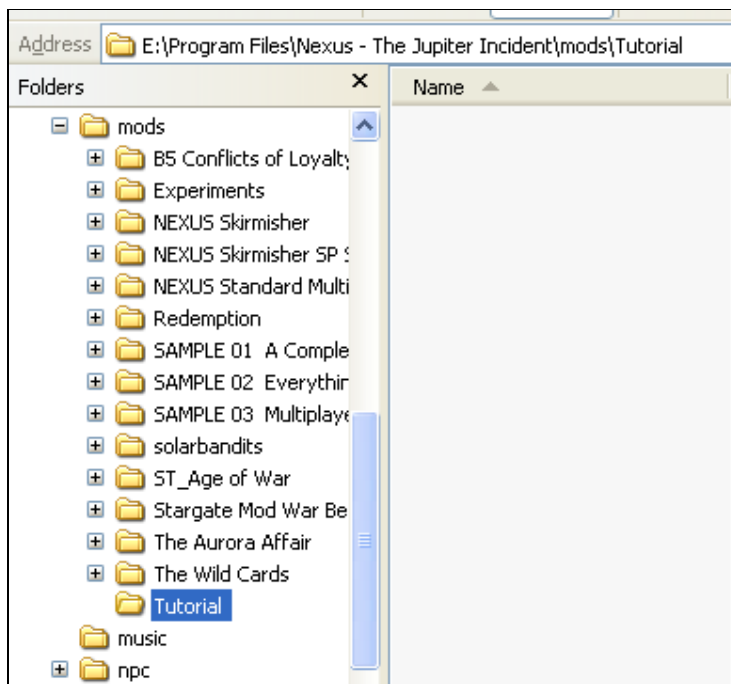 Address E:\Program Files\Nexus - The Jupiter Incident\mods\Tutorial
Folders
Name
mods
B5 Conflicts of Loyalty
Experiments
NEXUS Skirmisher
NEXUS Skirmisher SP S
NEXUS Standard Multi
Redemption
SAMPLE 01 A Comple
SAMPLE 02 Everythin
SAMPLE 03 Multiplaye
solarbandits
ST_Age of War
Stargate Mod War Be
The Aurora Affair
The Wild Cards
Tutorial
music
npc